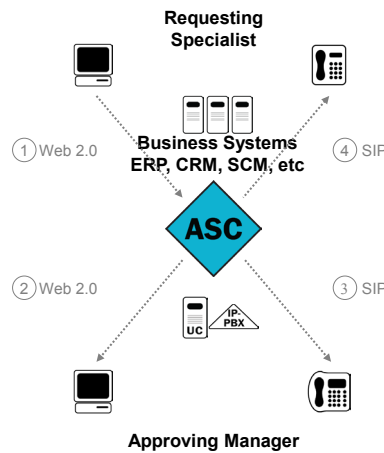 Requesting
Specialist
1 Web 2.0
Business Systems
ERP, CRM, SCM, etc
4 SIP
ASC
2 Web 2.0
3 SIP
UC
IP-
PBX
Approving Manager